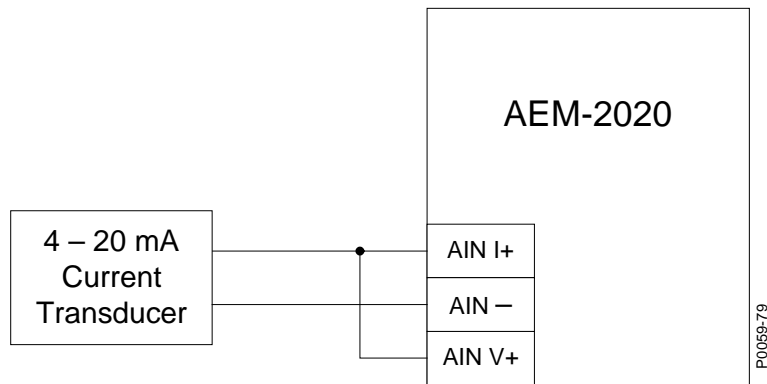 AEM-2020
4 – 20 mA
Current
Transducer
AIN I+
AIN –
AIN V+
P0059-79